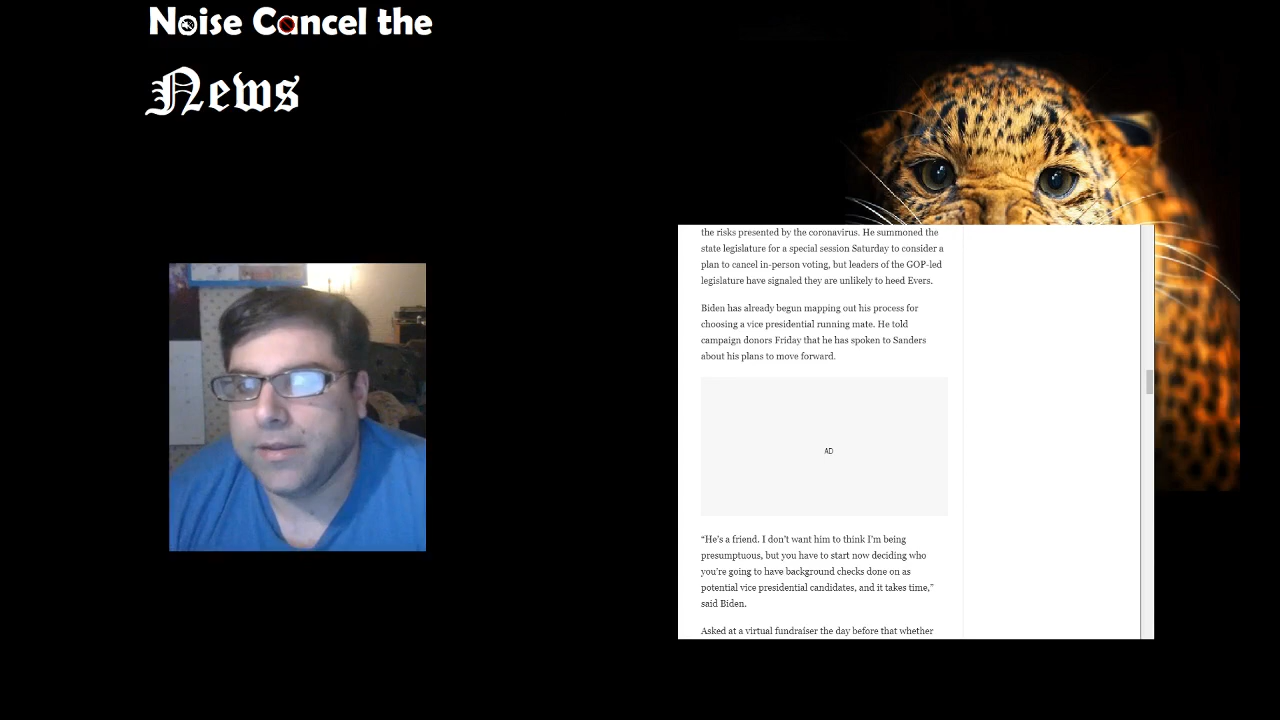 Noise Cancel the
News
the risks presented by the coronavirus. He summoned the
state legislature for a special session Saturday to consider a
plan to cancel in-person voting, but leaders of the GOP-led
legislature have signaled they are unlikely to heed Evers.
Biden has already begun mapping out his process for
choosing a vice presidential running mate. He told
campaign donors Friday that he has spoken to Sanders
about his plans to move forward.
AD
“He’s a friend. I don’t want him to think I’m being
presumptuous, but you have to start now deciding who
you’re going to have background checks done on as
potential vice presidential candidates, and it takes time,”
said Biden.
Asked at a virtual fundraiser the day before that whether